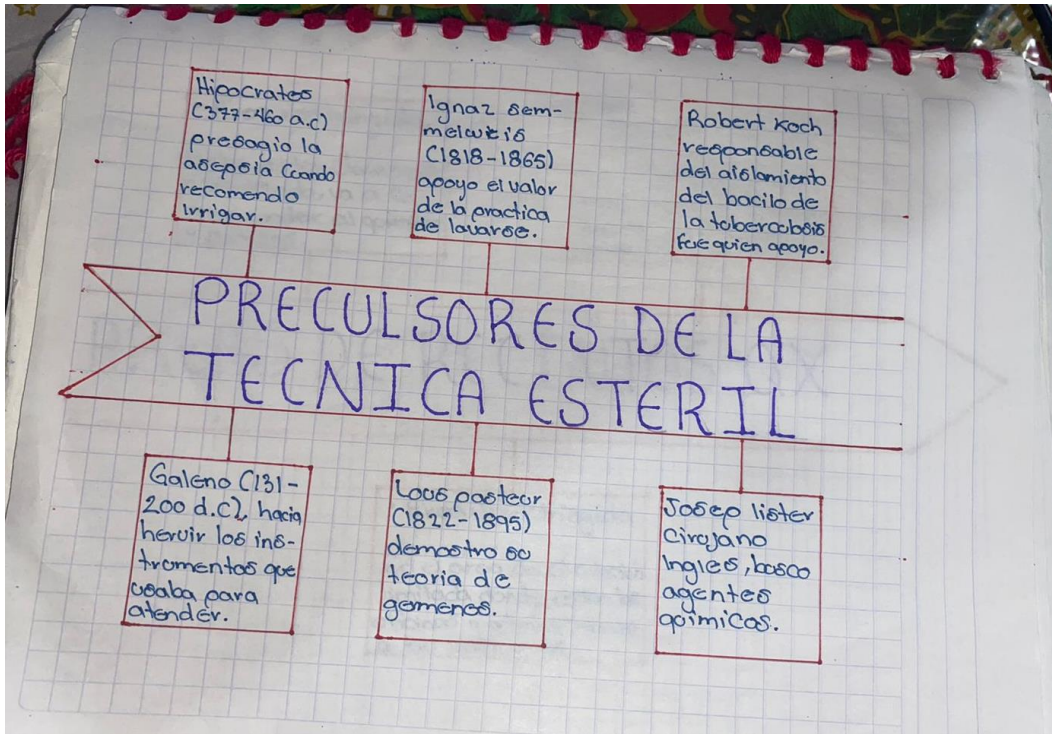 Hipocrates
(377-460 a.c)
presagio la
asepsia Cuando
recomendo
irrigar.
Ignaz sem-
melweis
(1818-1865)
apoyo el valor
de la practica
de lavarse.
Robert Koch
responsable
del aislamiento
del bacilo de
la tuberculosis
fue quien apoyo.
PRECULSORES DE LA
TECNICA ESTERIL
Galeno (131-
200 d.C), hacia
hervir los ins-
trumentos que
usaba para
atender.
Lous pasteur
(1822-1895)
demostro su
teoria de
gemenes.
Josep lister
Cirujano
Ingles, busco
agentes
quimicos.